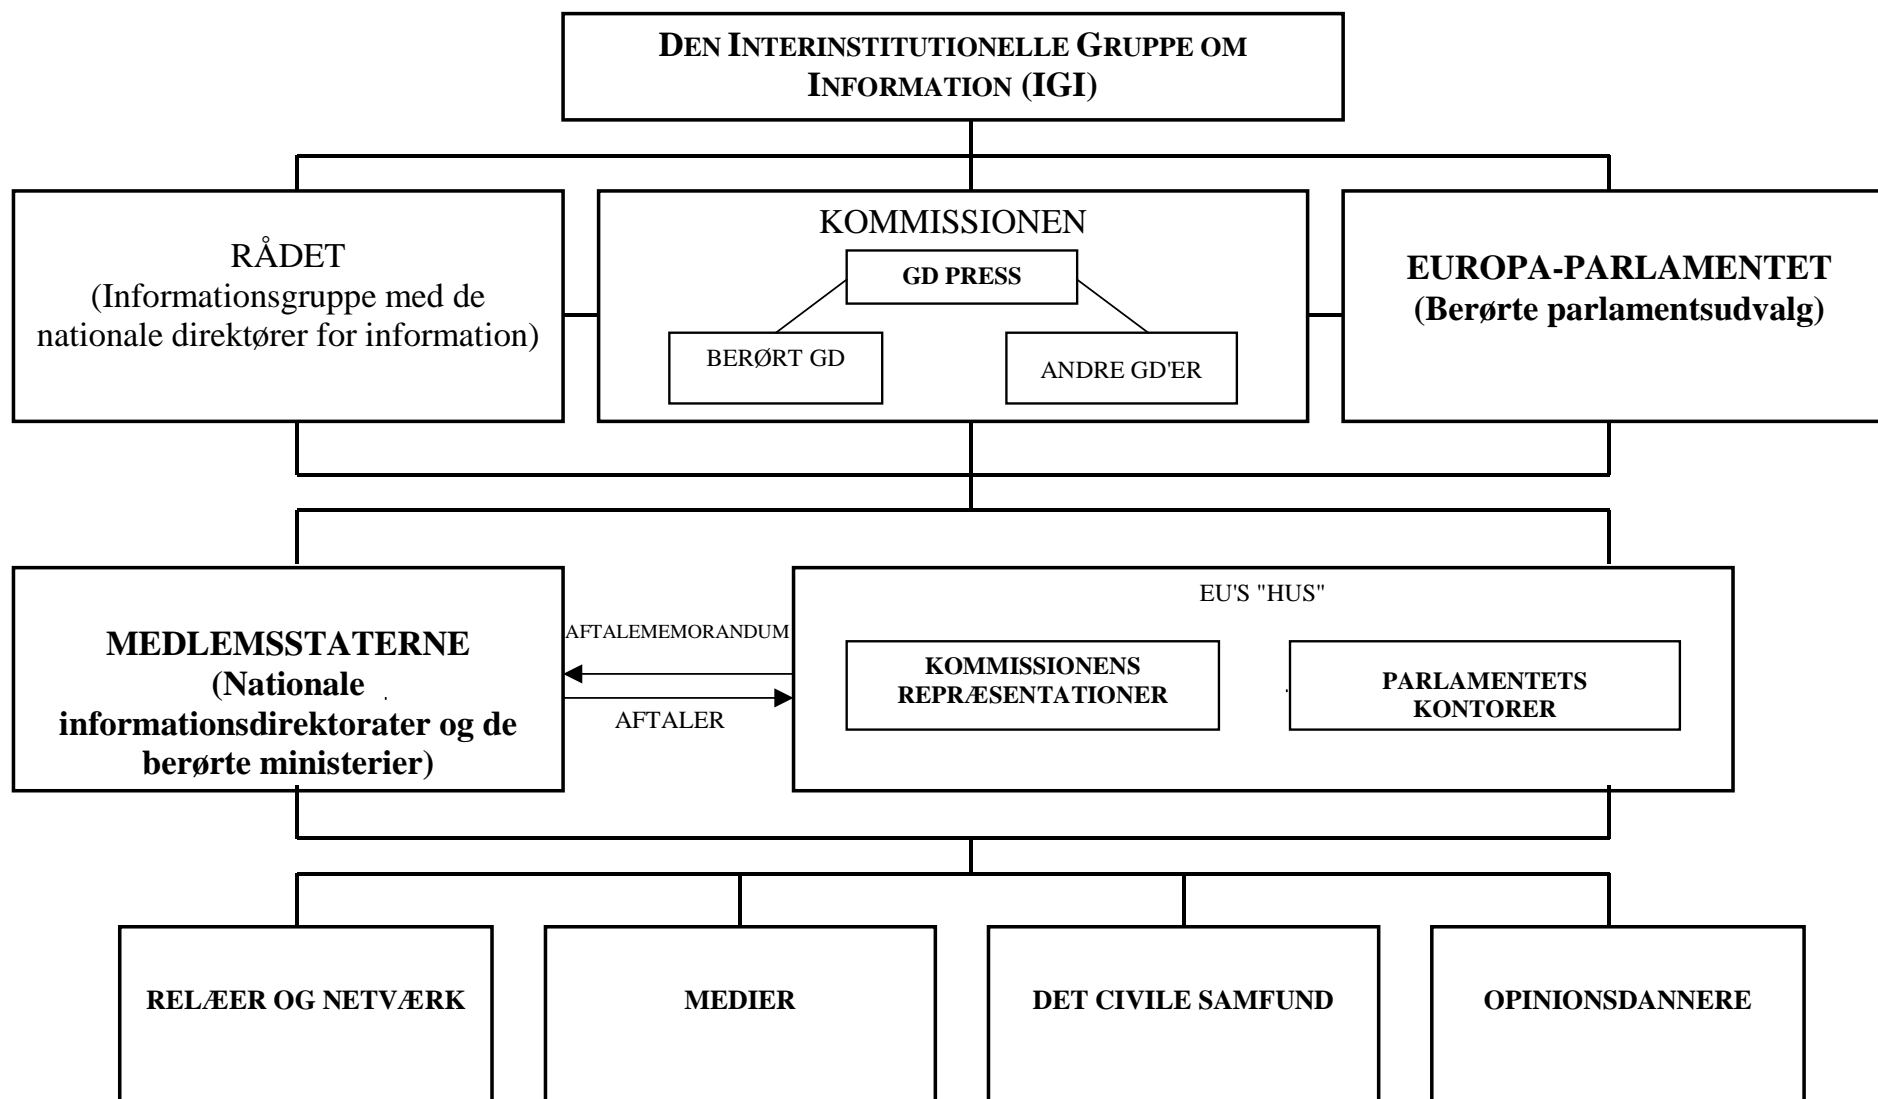 DEN INTERINSTITUTIONELLE GRUPPE OM
INFORMATION (IGI)
RÅDET
(Informationsgruppe med de
nationale direktører for information)
KOMMISSIONEN
GD PRESS
BERØRT GD
ANDRE GD'ER
EUROPA-PARLAMENTET
(Berørte parlamentsudvalg)
MEDLEMSSTATERNE
(Nationale
informationsdirektorater og de
berørte ministerier)
AFTALEMEMORANDUM
AFTALER
EU'S "HUS"
KOMMISSIONENS
REPRÆSENTATIONER
PARLAMENTETS
KONTORER
RELÆER OG NETVÆRK
MEDIER
DET CIVILE SAMFUND
OPINIONSDANNERE